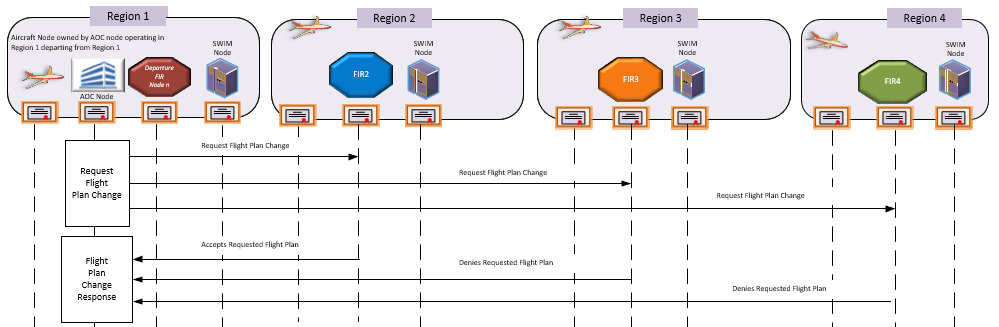 Region 1
Region 2
Region 3
Region 4
Aircraft Node owned by AOC node operating in
Region 1 departing from Region 1
SWIM
Node
Departure
FIR
Node n
AOC Node
FIR2
SWIM
Node
FIR3
SWIM
Node
FIR4
SWIM
Node
Request
Flight
Plan Change
Request Flight Plan Change
Request Flight Plan Change
Request Flight Plan Change
Flight
Plan
Change
Response
Accepts Requested Flight Plan
Denies Requested Flight Plan
Denies Requested Flight Plan